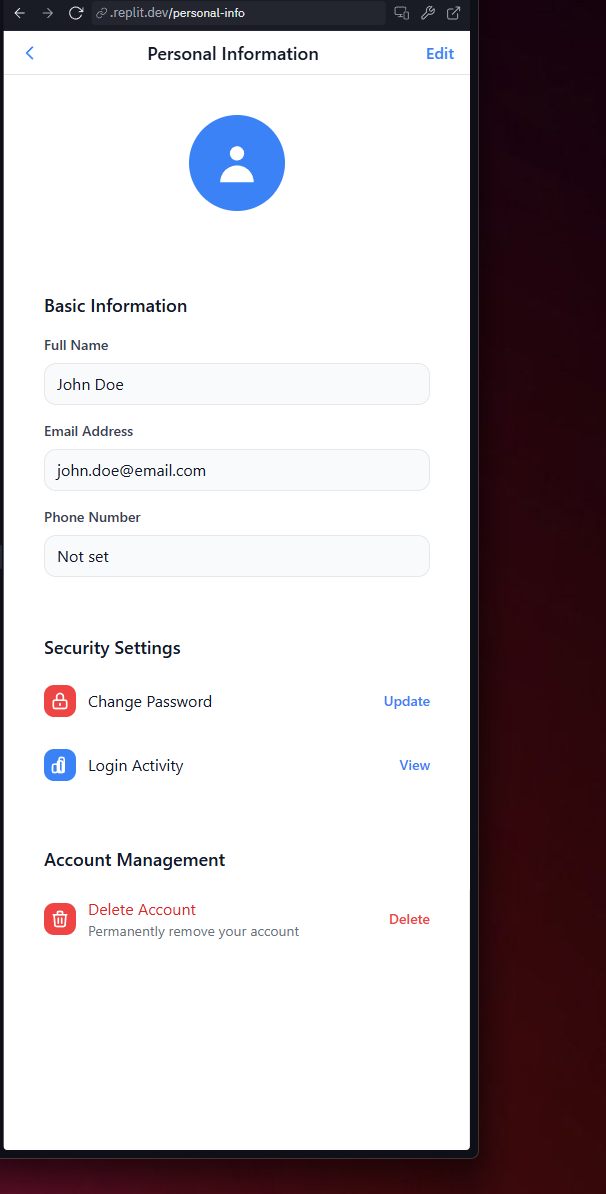 .replit.dev/personal-info
Personal Information
Edit
Basic Information
Full Name
John Doe
Email Address
john.doe@email.com
Phone Number
Not set
Security Settings
Change Password
Update
Login Activity
View
Account Management
Delete Account
Permanently remove your account
Delete